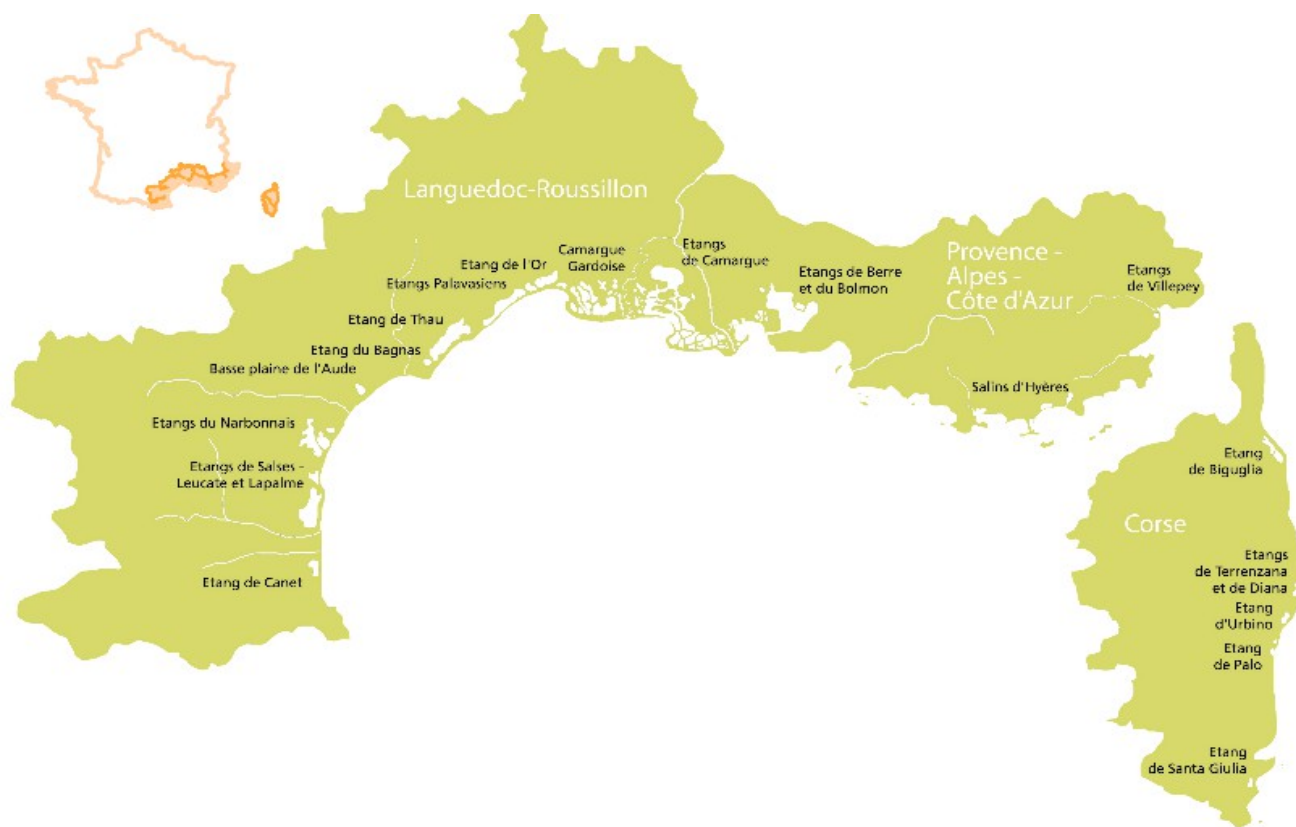 Languedoc-Roussillon
Camargue
Gardoise
Etangs
de Camargue
Etang de l'Or
Etangs Palavasiens
Etang de Thau
Etang du Bagnas
Basse plaine de l'Aude
Etangs du Narbonnais
Etangs de Salses -
Leucate et Lapalme
Etang de Canet
Provence -
Alpes -
Côte d'Azur
Etangs de Berre
et du Bolmon
Etangs
de Villepey
Salins d'Hyères
Corse
Etang
de Biguglia
Etangs
de Terrenzana
et de Diana
Etang
d'Urbino
Etang
de Palo
Etang
de Santa Giulia